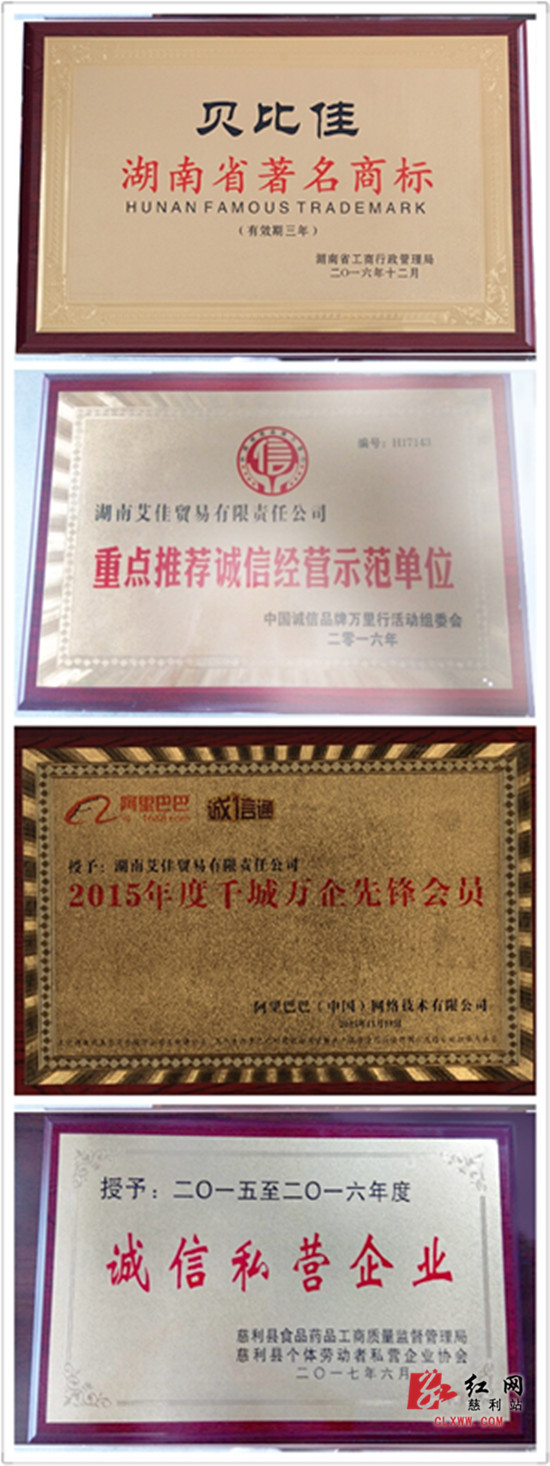 贝比佳
湖南省著名商标
HUNAN FAMOUS TRADEMARK
（有效期三年）
湖南省工商行政管理局
二〇一六年十二月
信
编号：H17163
湖南艾佳贸易有限责任公司
重点推荐诚信经营示范单位
中国诚信品牌万里行活动组委会
二零一六年
阿里巴巴 诚信通
1688.com
授予：湖南艾佳贸易有限责任公司
2015年度千城万企先锋会员
阿里巴巴（中国）网络技术有限公司
授予：二〇一五至二〇一六年度
诚信私营企业
慈利县食品药品工商质量监督管理局
慈利县个体劳动者私营企业协会
二〇一七年六月
红网
慈利站
CLXWW.COM